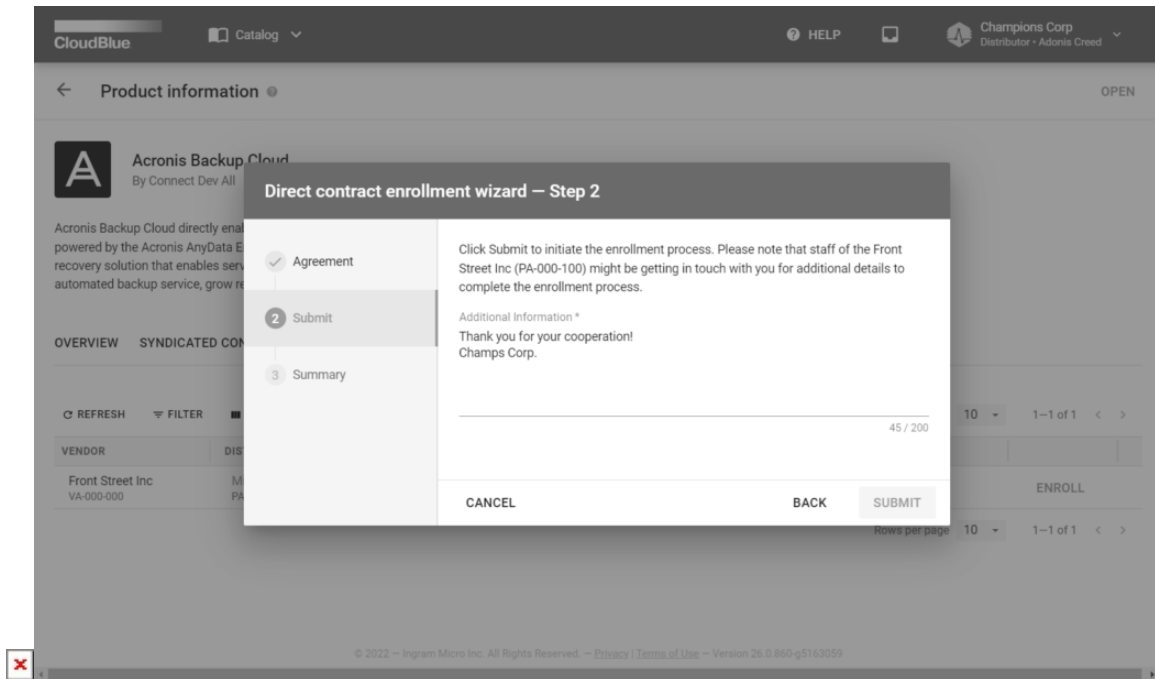 CloudBlue
Catalog
HELP
Champions Corp
Distributor • Adonis Creed
Product information
OPEN
Acronis Backup Cloud
By Connect Dev All
Acronis Backup Cloud directly enal
powered by the Acronis AnyData E
recovery solution that enables serv
automated backup service, grow re
OVERVIEW SYNDICATED CON
REFRESH FILTER
10 1–1 of 1
VENDOR DIS
Front Street Inc
VA-000-000
M
PA
ENROLL
Rows per page 10 1–1 of 1
Direct contract enrollment wizard — Step 2
Agreement
2 Submit
3 Summary
Click Submit to initiate the enrollment process. Please note that staff of the Front
Street Inc (PA-000-100) might be getting in touch with you for additional details to
complete the enrollment process.
Additional Information *
Thank you for your cooperation!
Champs Corp.
45 / 200
CANCEL BACK SUBMIT
© 2022 – Ingram Micro Inc. All Rights Reserved. – Privacy | Terms of Use – Version 26.0.860-g5163059